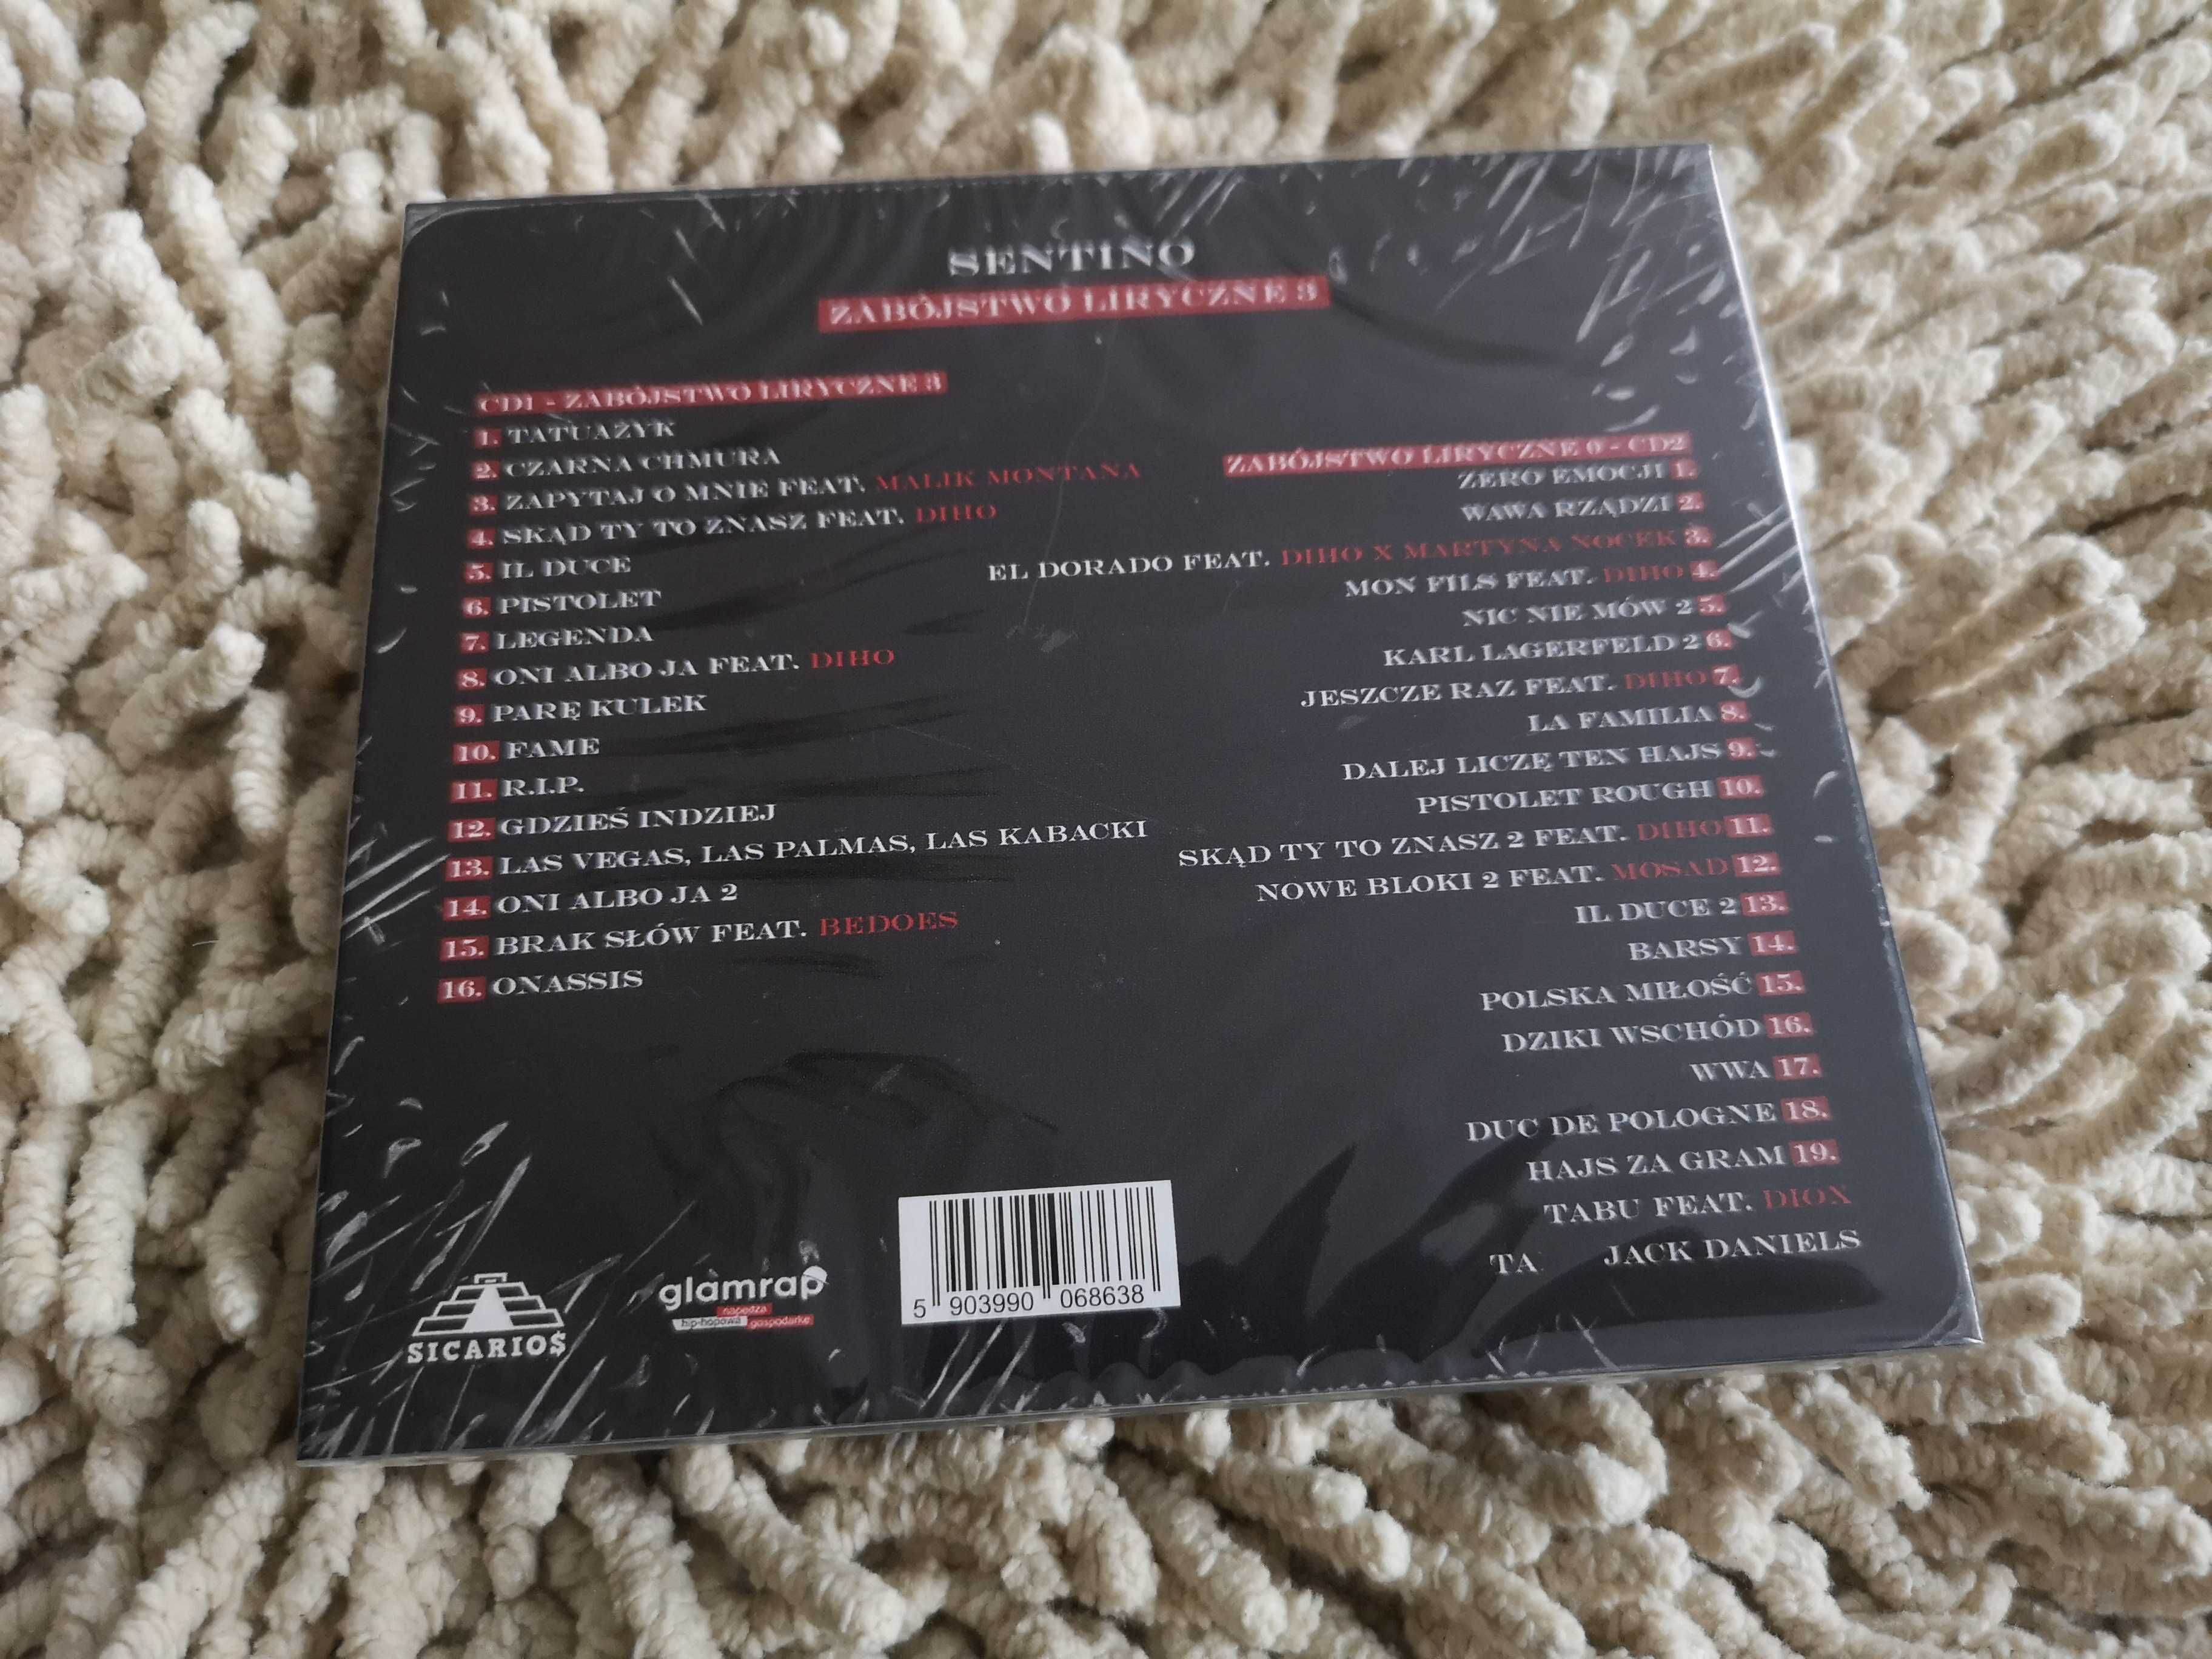 SENTINO
ZABÓJSTWO LIRYCZNE 3
CD1 - ZABÓJSTWO LIRYCZNE 3
1. TATUAŻYK
2. CZARNA CHMURA
3. ZAPYTAJ O MNIE FEAT. MALIK MONTANA
4. SKĄD TY TO ZNASZ FEAT. DIHO
5. IL DUCE
6. PISTOLET
7. LEGENDA
8. ONI ALBO JA FEAT. DIHO
9. PARĘ KULEK
10. FAME
11. R.I.P.
12. GDZIEŚ INDZIEJ
13. LAS VEGAS, LAS PALMAS, LAS KABACKI
14. ONI ALBO JA 2
15. BRAK SŁÓW FEAT. BEDOES
16. ONASSIS
ZABÓJSTWO LIRYCZNE 0 - CD2
ZERO EMOCJI 1.
WAWA RZĄDZI 2.
EL DORADO FEAT. DIHO X MARTYNA NOCEK 3.
MON FILS FEAT. DIHO 4.
NIC NIE MÓW 2 5.
KARL LAGERFELD 2 6.
JESZCZE RAZ FEAT. DIHO 7.
LA FAMILIA 8.
DALEJ LICZĘ TEN HAJS 9.
PISTOLET ROUGH 10.
SKĄD TY TO ZNASZ 2 FEAT. DIHO 11.
NOWE BLOKI 2 FEAT. MOSAD 12.
IL DUCE 2 13.
BARSY 14.
POLSKA MIŁOŚĆ 15.
DZIKI WSCHÓD 16.
WWA 17.
DUC DE POLOGNE 18.
HAJS ZA GRAM 19.
TABU FEAT. DIOX
TA JACK DANIELS
SICARIO$
glamrap
napędza
hip-hopową gospodarkę
5 903990 068638